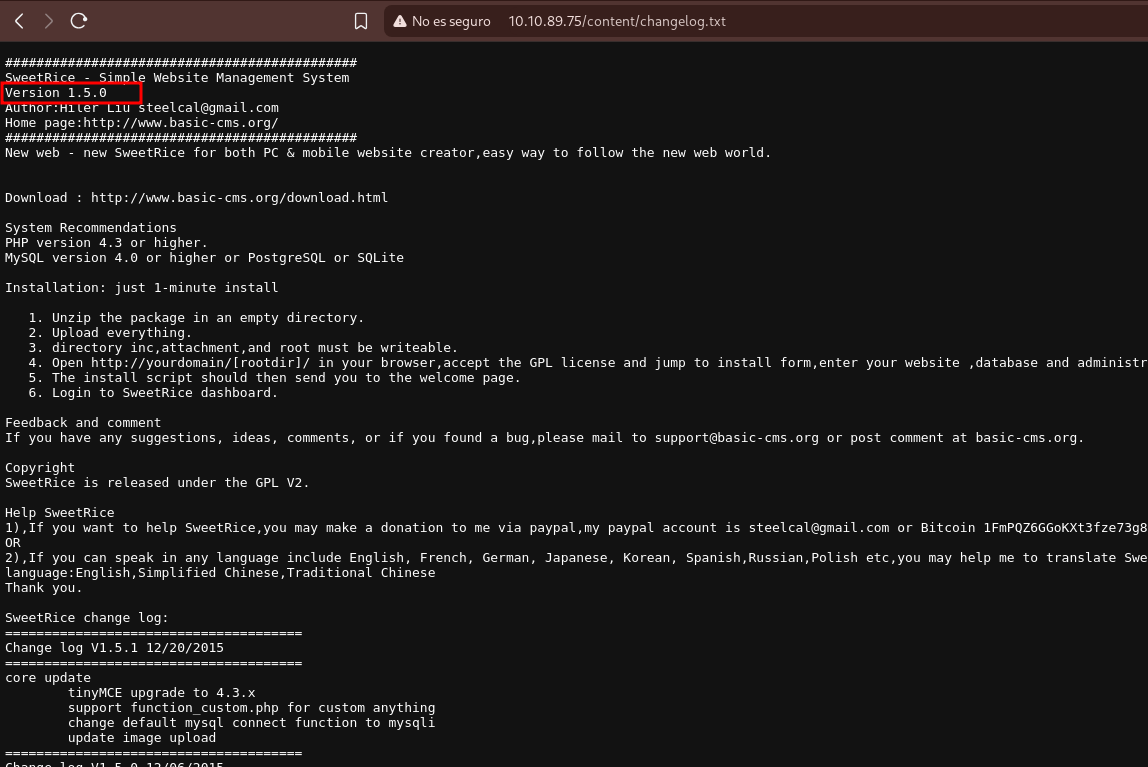 No es seguro 10.10.89.75/content/changelog.txt
#############################################
SweetRice - Simple Website Management System
Version 1.5.0
Author:Hiler Liu steelcal@gmail.com
Home page:http://www.basic-cms.org/
#############################################
New web - new SweetRice for both PC & mobile website creator,easy way to follow the new web world.
Download : http://www.basic-cms.org/download.html
System Recommendations
PHP version 4.3 or higher.
MySQL version 4.0 or higher or PostgreSQL or SQLite
Installation: just 1-minute install
1. Unzip the package in an empty directory.
2. Upload everything.
3. directory inc,attachment,and root must be writeable.
4. Open http://yourdomain/[rootdir]/ in your browser,accept the GPL license and jump to install form,enter your website ,database and administr
5. The install script should then send you to the welcome page.
6. Login to SweetRice dashboard.
Feedback and comment
If you have any suggestions, ideas, comments, or if you found a bug,please mail to support@basic-cms.org or post comment at basic-cms.org.
Copyright
SweetRice is released under the GPL V2.
Help SweetRice
1),If you want to help SweetRice,you may make a donation to me via paypal,my paypal account is steelcal@gmail.com or Bitcoin 1FmPQZ6GGoKXt3fze73g8
OR
2),If you can speak in any language include English, French, German, Japanese, Korean, Spanish,Russian,Polish etc,you may help me to translate Swe
language:English,Simplified Chinese,Traditional Chinese
Thank you.
SweetRice change log:
======================================
Change log V1.5.1 12/20/2015
======================================
core update
tinyMCE upgrade to 4.3.x
support function_custom.php for custom anything
change default mysql connect function to mysqli
update image upload
======================================
Change log V1.5.0 12/06/2015